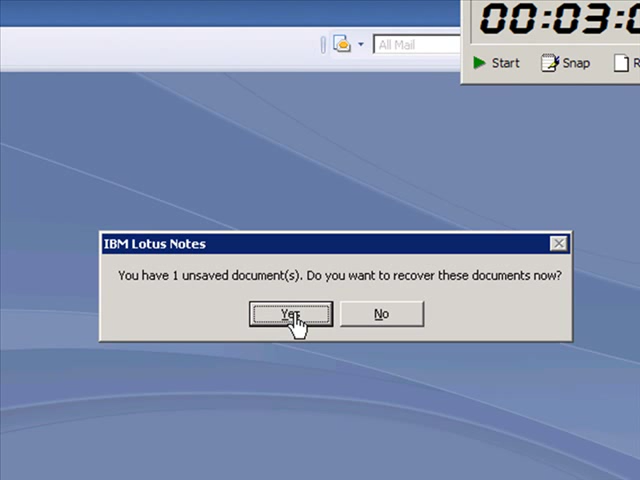 00:03:
All Mail
Start Snap R
IBM Lotus Notes
You have 1 unsaved document(s). Do you want to recover these documents now?
Yes No